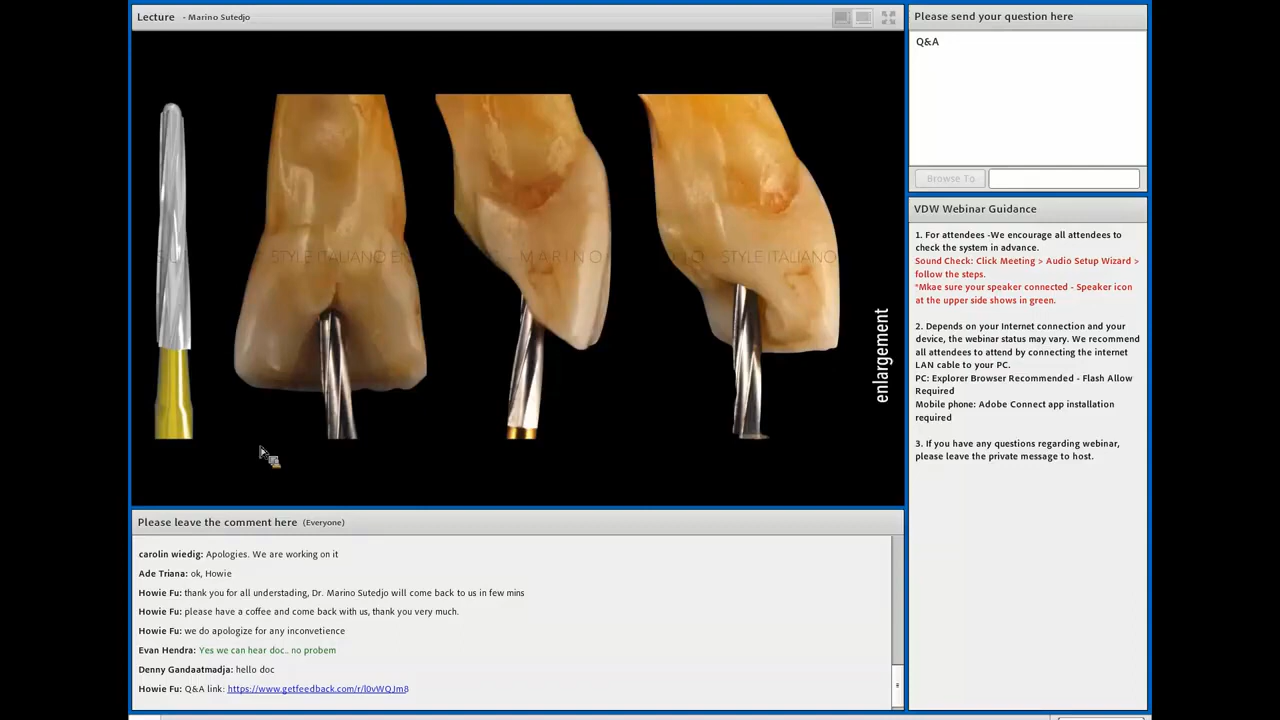 Lecture - Marino Sutedjo
STYLE ITALIANO EN - MARINO STYLE ITALIANO
enlargement
Please leave the comment here (Everyone)
carolin wiedig: Apologies. We are working on it
Ade Triana: ok, Howie
Howie Fu: thank you for all understading, Dr. Marino Sutedjo will come back to us in few mins
Howie Fu: please have a coffee and come back with us, thank you very much.
Howie Fu: we do apologize for any inconvetience
Evan Hendra: Yes we can hear doc.. no probem
Denny Gandaatmadja: hello doc
Howie Fu: Q&A link: https://www.getfeedback.com/r/l0vWQJm8
Please send your question here
Q&A
Browse To
VDW Webinar Guidance
1. For attendees -We encourage all attendees to
check the system in advance.
Sound Check: Click Meeting > Audio Setup Wizard >
follow the steps.
*Mkae sure your speaker connected - Speaker icon
at the upper side shows in green.
2. Depends on your Internet connection and your
device, the webinar status may vary. We recommend
all attendees to attend by connecting the internet
LAN cable to your PC.
PC: Explorer Browser Recommended - Flash Allow
Required
Mobile phone: Adobe Connect app installation
required
3. If you have any questions regarding webinar,
please leave the private message to host.